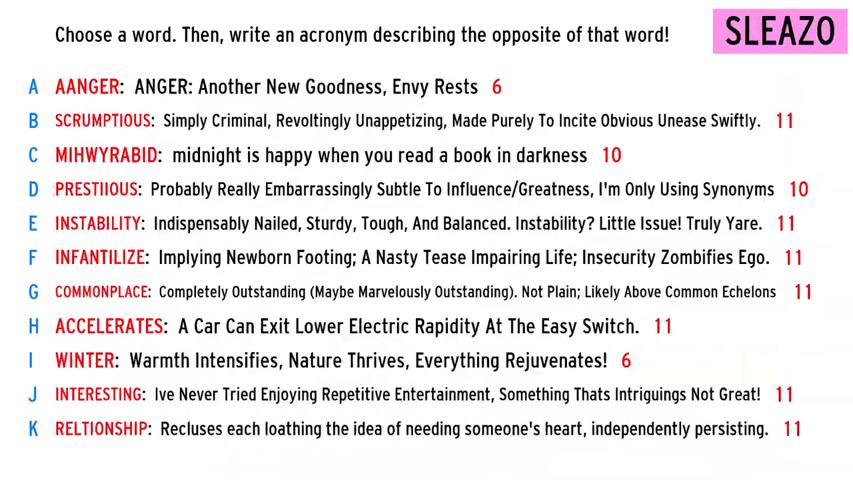 Choose a word. Then, write an acronym describing the opposite of that word!
SLEAZO
A AANGER: ANGER: Another New Goodness, Envy Rests 6
B SCRUMPTIOUS: Simply Criminal, Revoltingly Unappetizing, Made Purely To Incite Obvious Unease Swiftly. 11
C MIHWYRABID: midnight is happy when you read a book in darkness 10
D PRESTIIOUS: Probably Really Embarrassingly Subtle To Influence/Greatness, I'm Only Using Synonyms 10
E INSTABILITY: Indispensably Nailed, Sturdy, Tough, And Balanced. Instability? Little Issue! Truly Yare. 11
F INFANTILIZE: Implying Newborn Footing; A Nasty Tease Impairing Life; Insecurity Zombifies Ego. 11
G COMMONPLACE: Completely Outstanding (Maybe Marvelously Outstanding). Not Plain; Likely Above Common Echelons 11
H ACCELERATES: A Car Can Exit Lower Electric Rapidity At The Easy Switch. 11
I WINTER: Warmth Intensifies, Nature Thrives, Everything Rejuvenates! 6
J INTERESTING: Ive Never Tried Enjoying Repetitive Entertainment, Something Thats Intriguings Not Great! 11
K RELTIONSHIP: Recluses each loathing the idea of needing someone's heart, independently persisting. 11